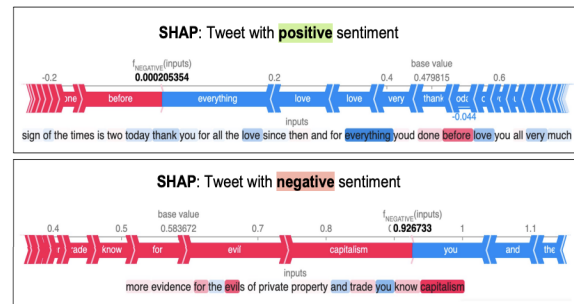 SHAP: Tweet with positive sentiment
fNEGATIVE(inputs) base value
-0.2 0.000205354 0.2 0.4 0.479815 0.6
one before everything love love very thank
-0.044
inputs
sign of the times is two today thank you for all the love since then and for everything youd done before love you all very much
SHAP: Tweet with negative sentiment
base value fNEGATIVE(inputs)
0.4 0.5 0.583672 0.7 0.8 0.926733 1 1.1
trade know for evil capitalism you and the
inputs
more evidence for the evils of private property and trade you know capitalism